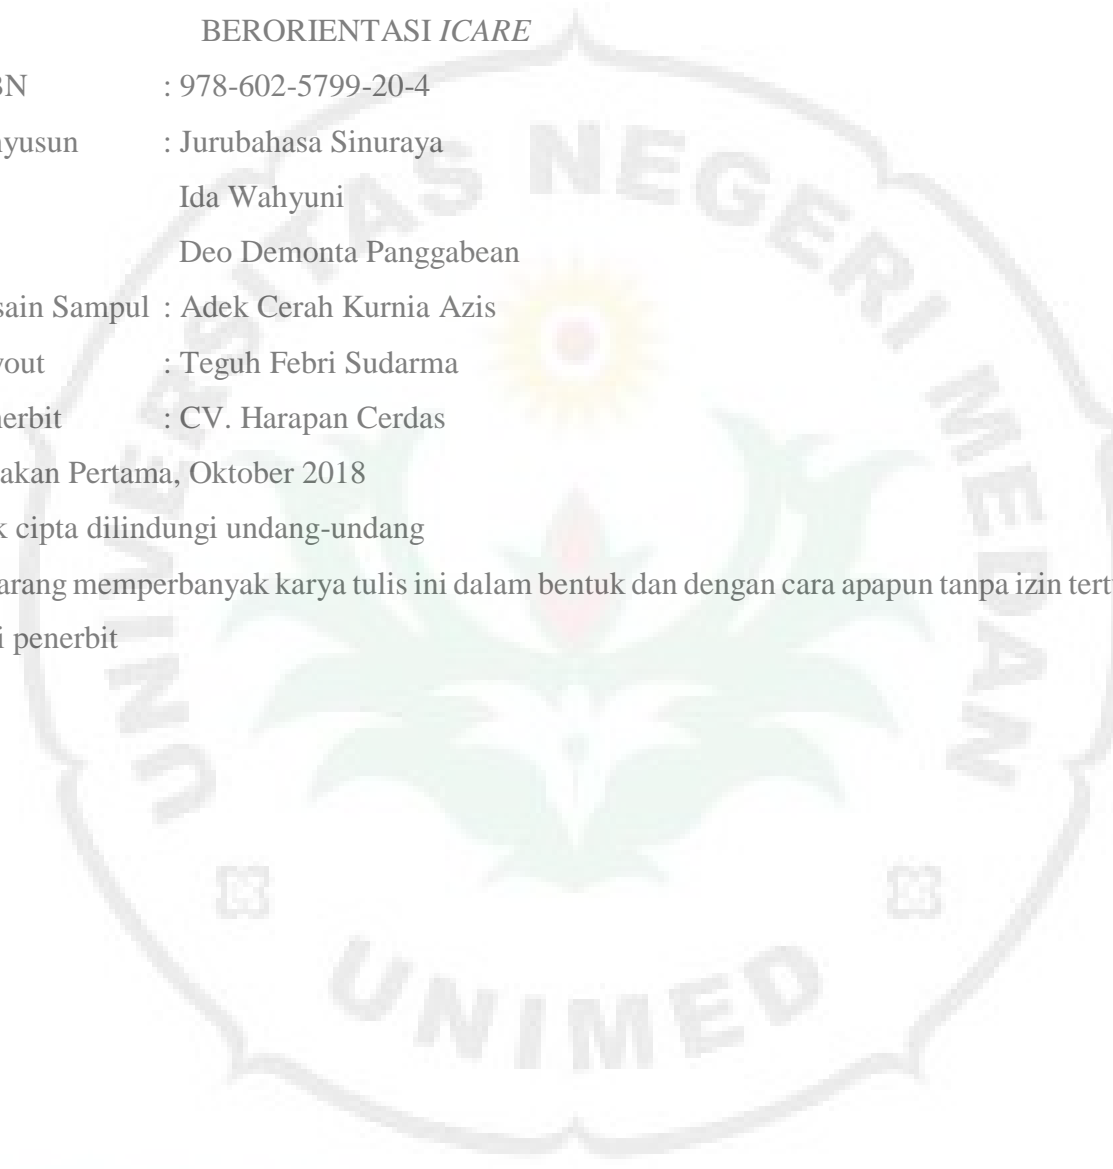 BERORIENTASI ICARE
BN : 978-602-5799-20-4
nyusun : Jurubahasa Sinuraya
Ida Wahyuni
Deo Demonta Panggabean
sain Sampul : Adek Cerah Kurnia Azis
yout : Teguh Febri Sudarma
nerbit : CV. Harapan Cerdas
akan Pertama, Oktober 2018
k cipta dilindungi undang-undang
arang memperbanyak karya tulis ini dalam bentuk dan dengan cara apapun tanpa izin tert
i penerbit
UNIVERSITAS NEGERI MEDAN
UNIMED